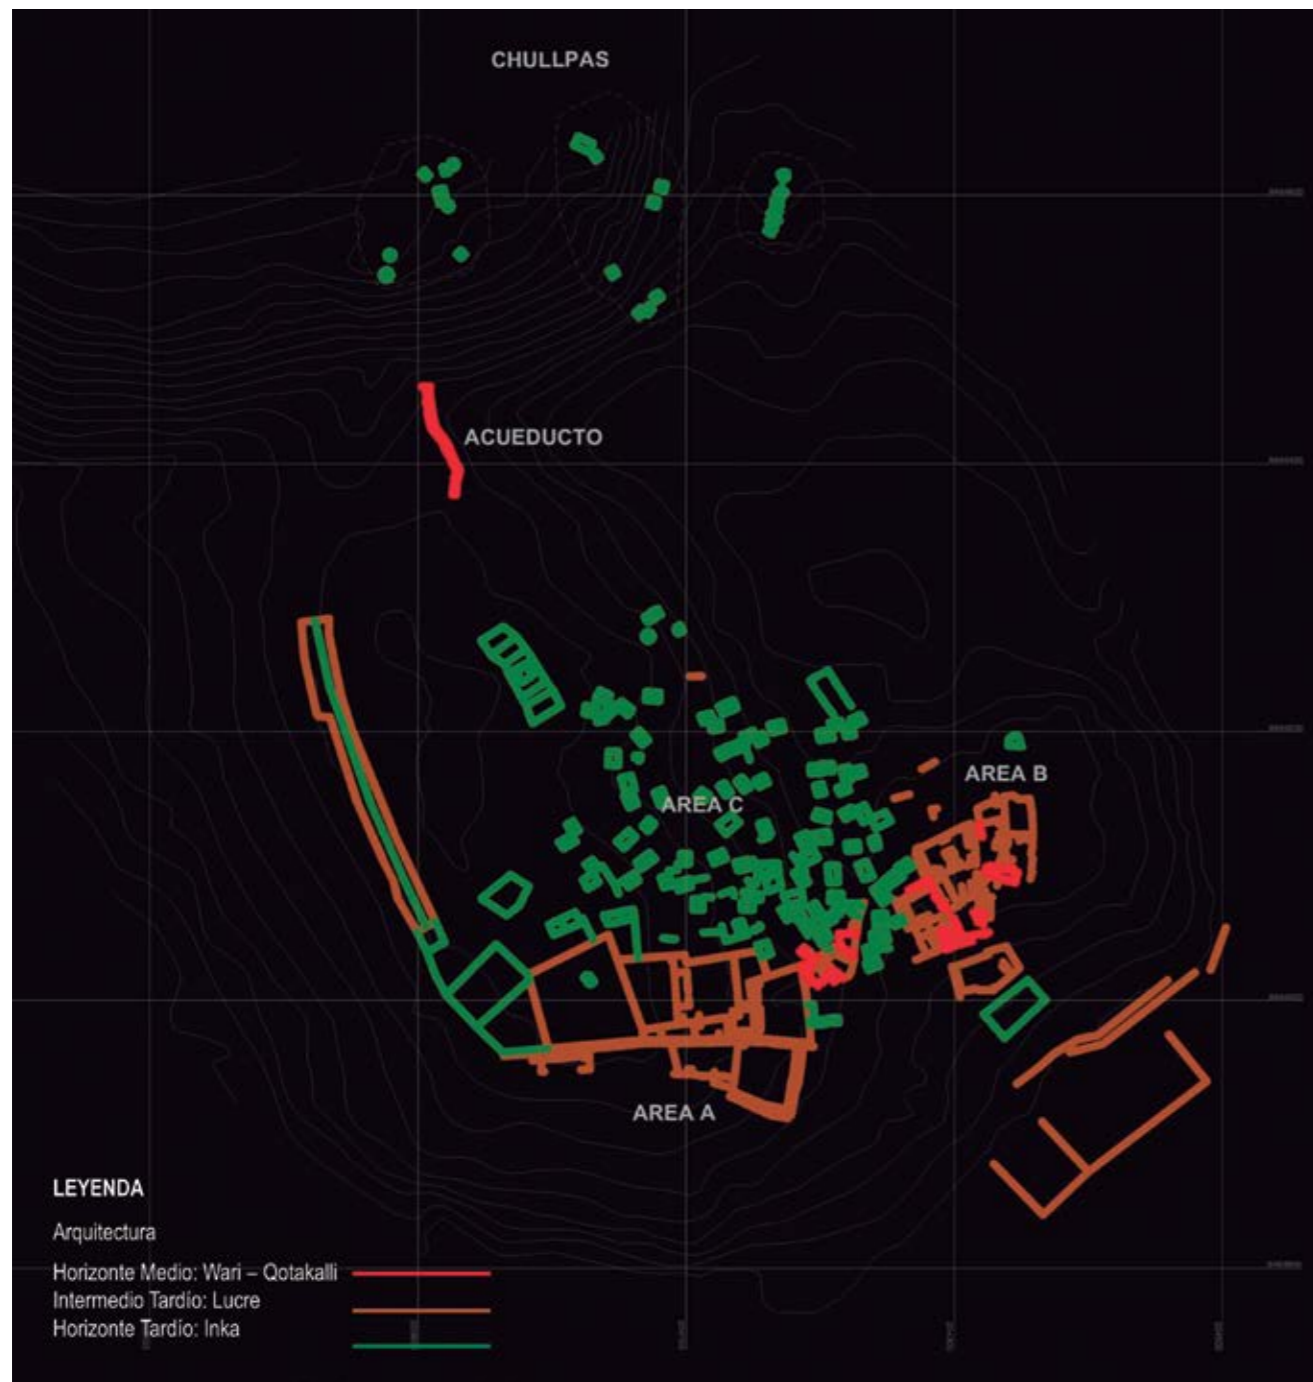 CHULLPAS
ACUEDUCTO
AREA B
AREA C
AREA A
LEYENDA
Arquitectura
Horizonte Medio: Wari – Qotakalli
Intermedio Tardío: Lucre
Horizonte Tardío: Inka